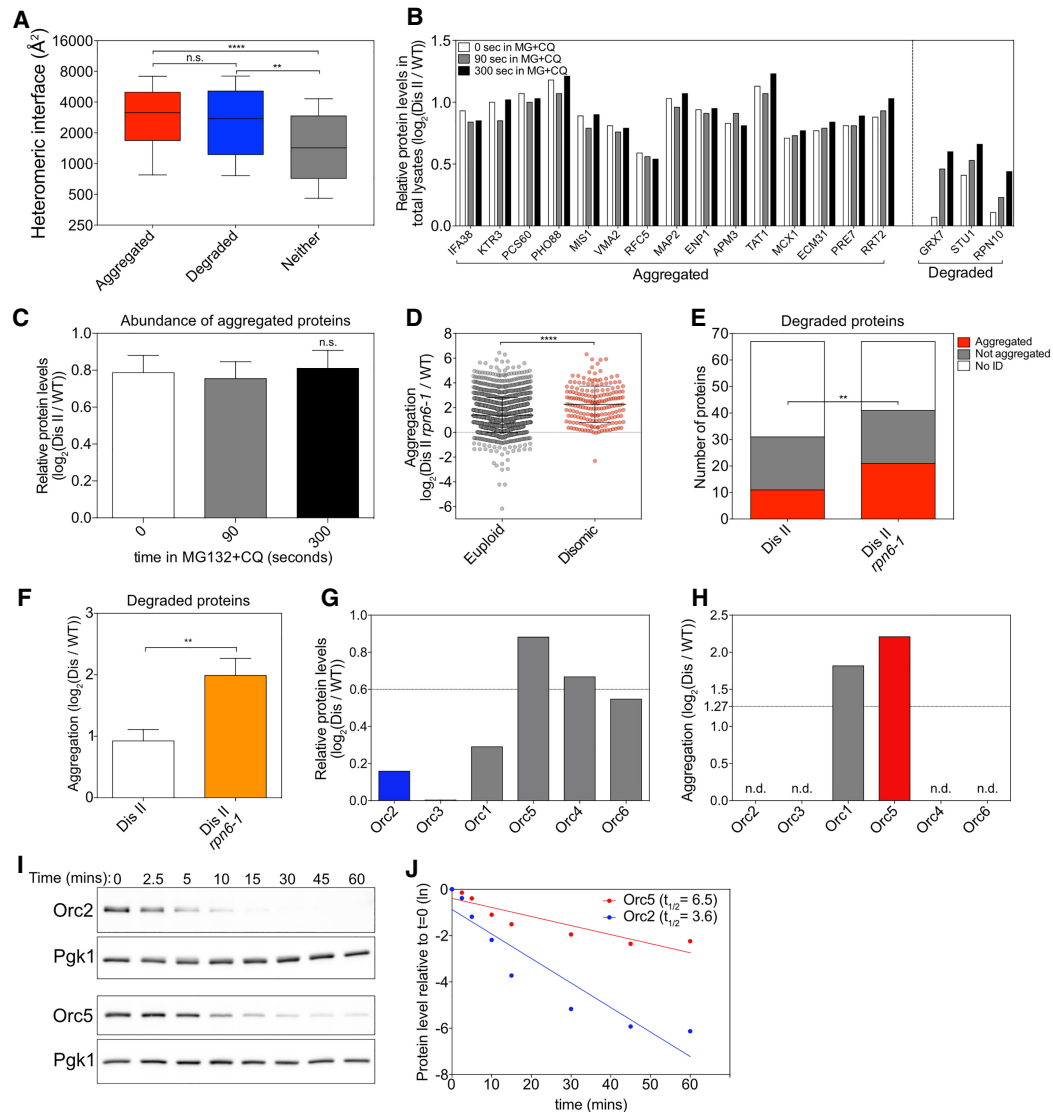 A
Heteromeric interface (Å²)
16000
8000
4000
2000
1000
500
250
****
n.s.
**
Aggregated
Degraded
Neither
B
Relative protein levels in
total lysates (log₂(Dis II / WT))
1.5
1.0
0.5
0.0
0 sec in MG+CQ
90 sec in MG+CQ
300 sec in MG+CQ
IFA38
KTR3
PCS60
PHO88
MIS1
VMA2
RFC5
MAP2
ENP1
APM3
TAT1
MCX1
ECM31
PRE7
RRT2
GRX7
STU1
RPN10
Aggregated
Degraded
C
Abundance of aggregated proteins
Relative protein levels
(log₂(Dis II / WT))
1.0
0.8
0.6
0.4
0.2
0.0
n.s.
0
90
300
time in MG132+CQ (seconds)
D
Aggregation
log₂(Dis II rpn6-1 / WT)
8
6
4
2
0
-2
-4
-6
****
Euploid
Disomic
E
Degraded proteins
Number of proteins
70
60
50
40
30
20
10
0
**
Aggregated
Not aggregated
No ID
Dis II
Dis II
rpn6-1
F
Degraded proteins
Aggregation (log₂(Dis / WT))
3
2
1
0
**
Dis II
Dis II
rpn6-1
G
Relative protein levels
(log₂(Dis / WT))
1.0
0.8
0.6
0.4
0.2
0.0
Orc2
Orc3
Orc1
Orc5
Orc4
Orc6
H
Aggregation (log₂(Dis / WT))
2.5
2.0
1.5
1.27
1.0
0.5
0.0
n.d.
n.d.
n.d.
n.d.
Orc2
Orc3
Orc1
Orc5
Orc4
Orc6
I
Time (mins): 0 2.5 5 10 15 30 45 60
Orc2
Pgk1
Orc5
Pgk1
J
Protein level relative to t=0 (ln)
0
-2
-4
-6
-8
Orc5 (t₁/₂= 6.5)
Orc2 (t₁/₂= 3.6)
0 10 20 30 40 50 60
time (mins)